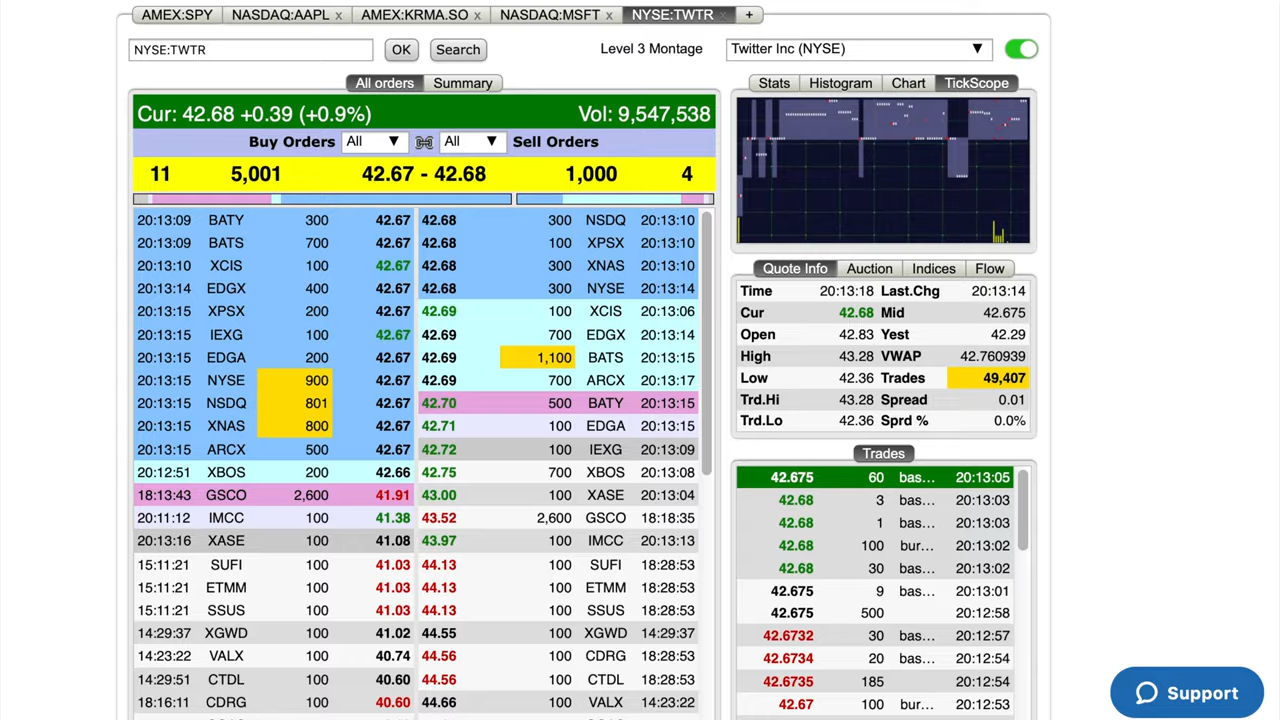 AMEX:SPY NASDAQ:AAPL x AMEX:KRMA.SO x NASDAQ:MSFT x NYSE:TWTR x +
NYSE:TWTR OK Search Level 3 Montage Twitter Inc (NYSE) ▼
All orders Summary
Cur: 42.68 +0.39 (+0.9%) Vol: 9,547,538
Buy Orders All ▼ All ▼ Sell Orders
11 5,001 42.67 - 42.68 1,000 4
20:13:09 BATY 300 42.67 42.68 300 NSDQ 20:13:10
20:13:09 BATS 700 42.67 42.68 100 XPSX 20:13:10
20:13:10 XCIS 100 42.67 42.68 300 XNAS 20:13:10
20:13:14 EDGX 400 42.67 42.68 300 NYSE 20:13:14
20:13:15 XPSX 200 42.67 42.69 100 XCIS 20:13:06
20:13:15 IEXG 100 42.67 42.69 700 EDGX 20:13:14
20:13:15 EDGA 200 42.67 42.69 1,100 BATS 20:13:15
20:13:15 NYSE 900 42.67 42.69 700 ARCX 20:13:17
20:13:15 NSDQ 801 42.67 42.70 500 BATY 20:13:15
20:13:15 XNAS 800 42.67 42.71 100 EDGA 20:13:15
20:13:15 ARCX 500 42.67 42.72 100 IEXG 20:13:09
20:12:51 XBOS 200 42.66 42.75 700 XBOS 20:13:08
18:13:43 GSCO 2,600 41.91 43.00 100 XASE 20:13:04
20:11:12 IMCC 100 41.38 43.52 2,600 GSCO 18:18:35
20:13:16 XASE 100 41.08 43.97 100 IMCC 20:13:13
15:11:21 SUFI 100 41.03 44.13 100 SUFI 18:28:53
15:11:21 ETMM 100 41.03 44.13 100 ETMM 18:28:53
15:11:21 SSUS 100 41.03 44.13 100 SSUS 18:28:53
14:29:37 XGWD 100 41.02 44.55 100 XGWD 14:29:37
14:23:22 VALX 100 40.74 44.56 100 CDRG 18:28:53
14:29:51 CTDL 100 40.60 44.56 100 CTDL 18:28:53
18:16:11 CDRG 100 40.60 44.66 100 VALX 14:23:22
Stats Histogram Chart TickScope
Quote Info Auction Indices Flow
Time 20:13:18 Last.Chg 20:13:14
Cur 42.68 Mid 42.675
Open 42.83 Yest 42.29
High 43.28 VWAP 42.760939
Low 42.36 Trades 49,407
Trd.Hi 43.28 Spread 0.01
Trd.Lo 42.36 Sprd % 0.0%
Trades
42.675 60 bas... 20:13:05
42.68 3 bas... 20:13:03
42.68 1 bas... 20:13:03
42.68 100 bur... 20:13:02
42.68 30 bas... 20:13:02
42.675 9 bas... 20:13:01
42.675 500 20:12:58
42.6732 30 bas... 20:12:57
42.6734 20 bas... 20:12:54
42.6735 185 20:12:54
42.67 100 bur... 20:12:53
Support